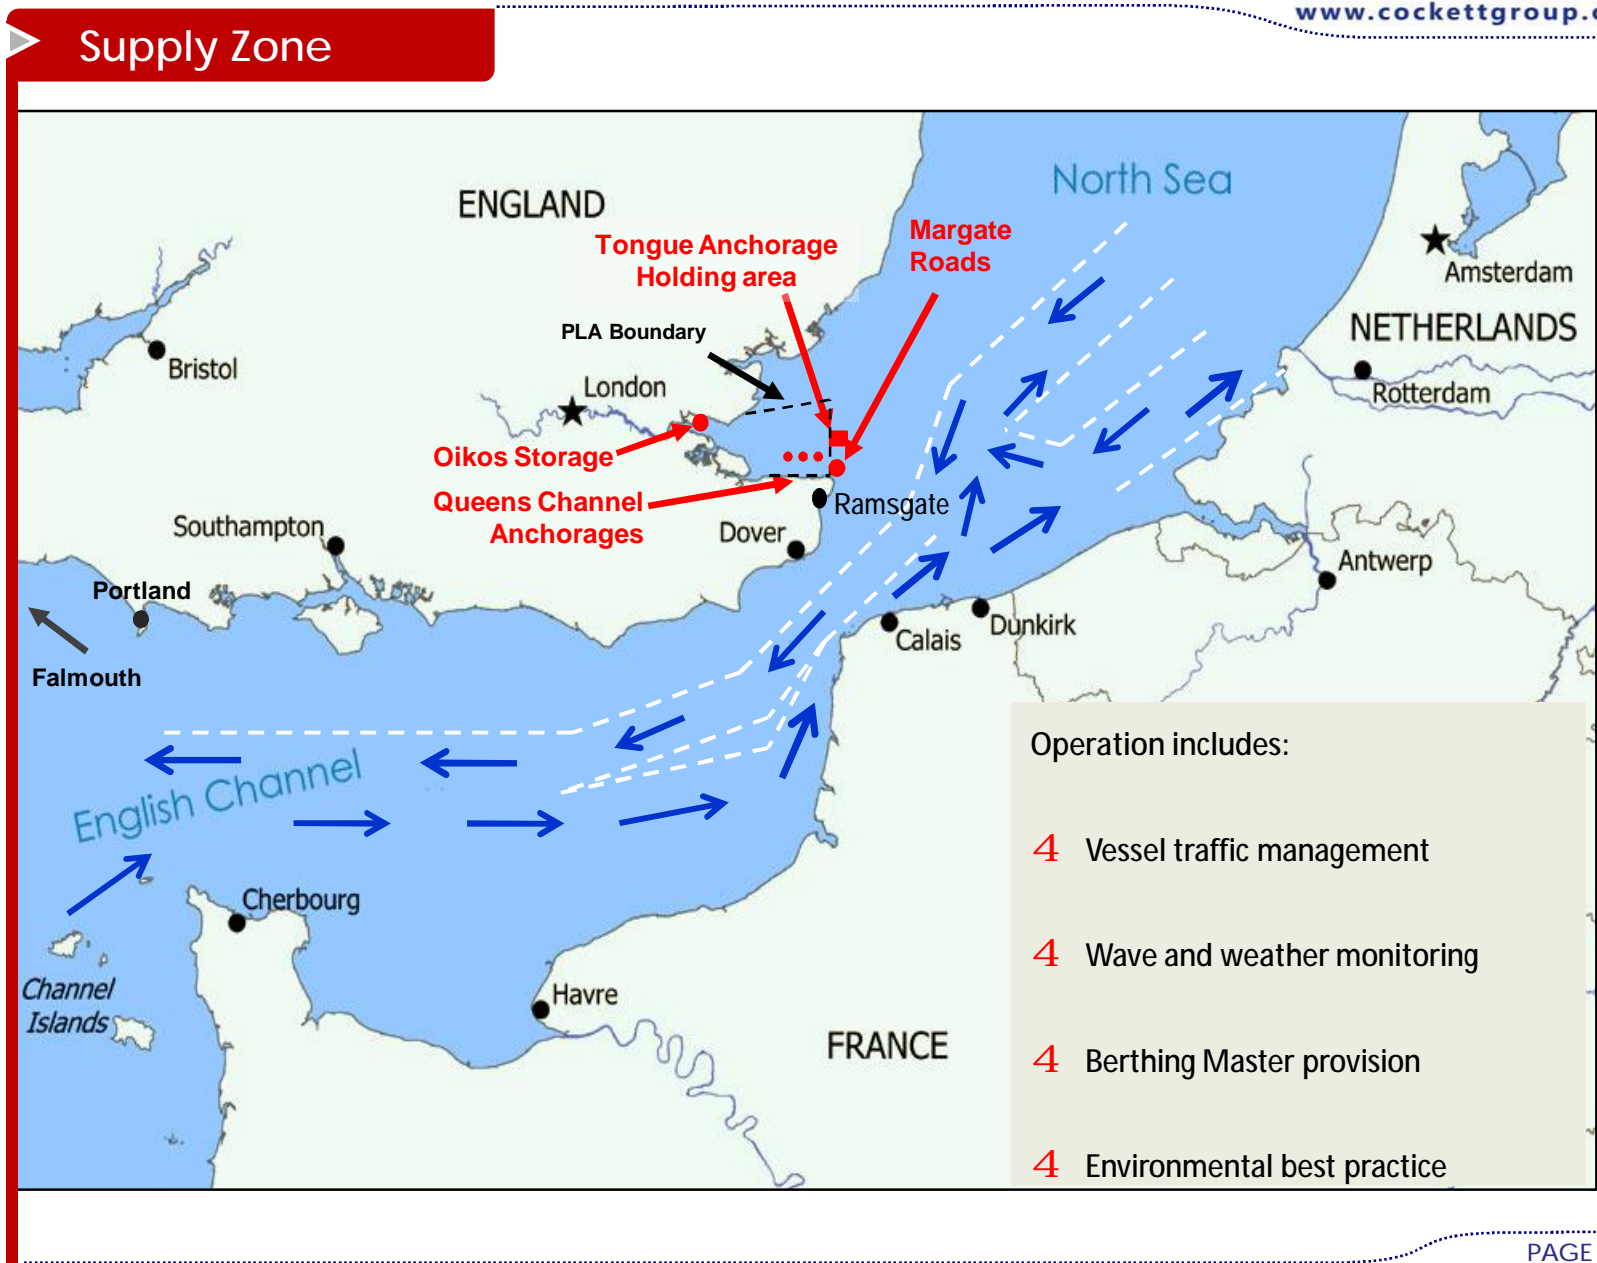 www.cockettgroup.c
Supply Zone
North Sea
ENGLAND
Margate
Roads
Tongue Anchorage
Holding area
Amsterdam
NETHERLANDS
PLA Boundary
Bristol
London
Rotterdam
Oikos Storage
Queens Channel
Anchorages
Ramsgate
Southampton
Dover
Antwerp
Portland
Calais
Dunkirk
Falmouth
English Channel
Operation includes:
4 Vessel traffic management
Cherbourg
4 Wave and weather monitoring
Channel
Islands
Havre
FRANCE
4 Berthing Master provision
4 Environmental best practice
PAGE